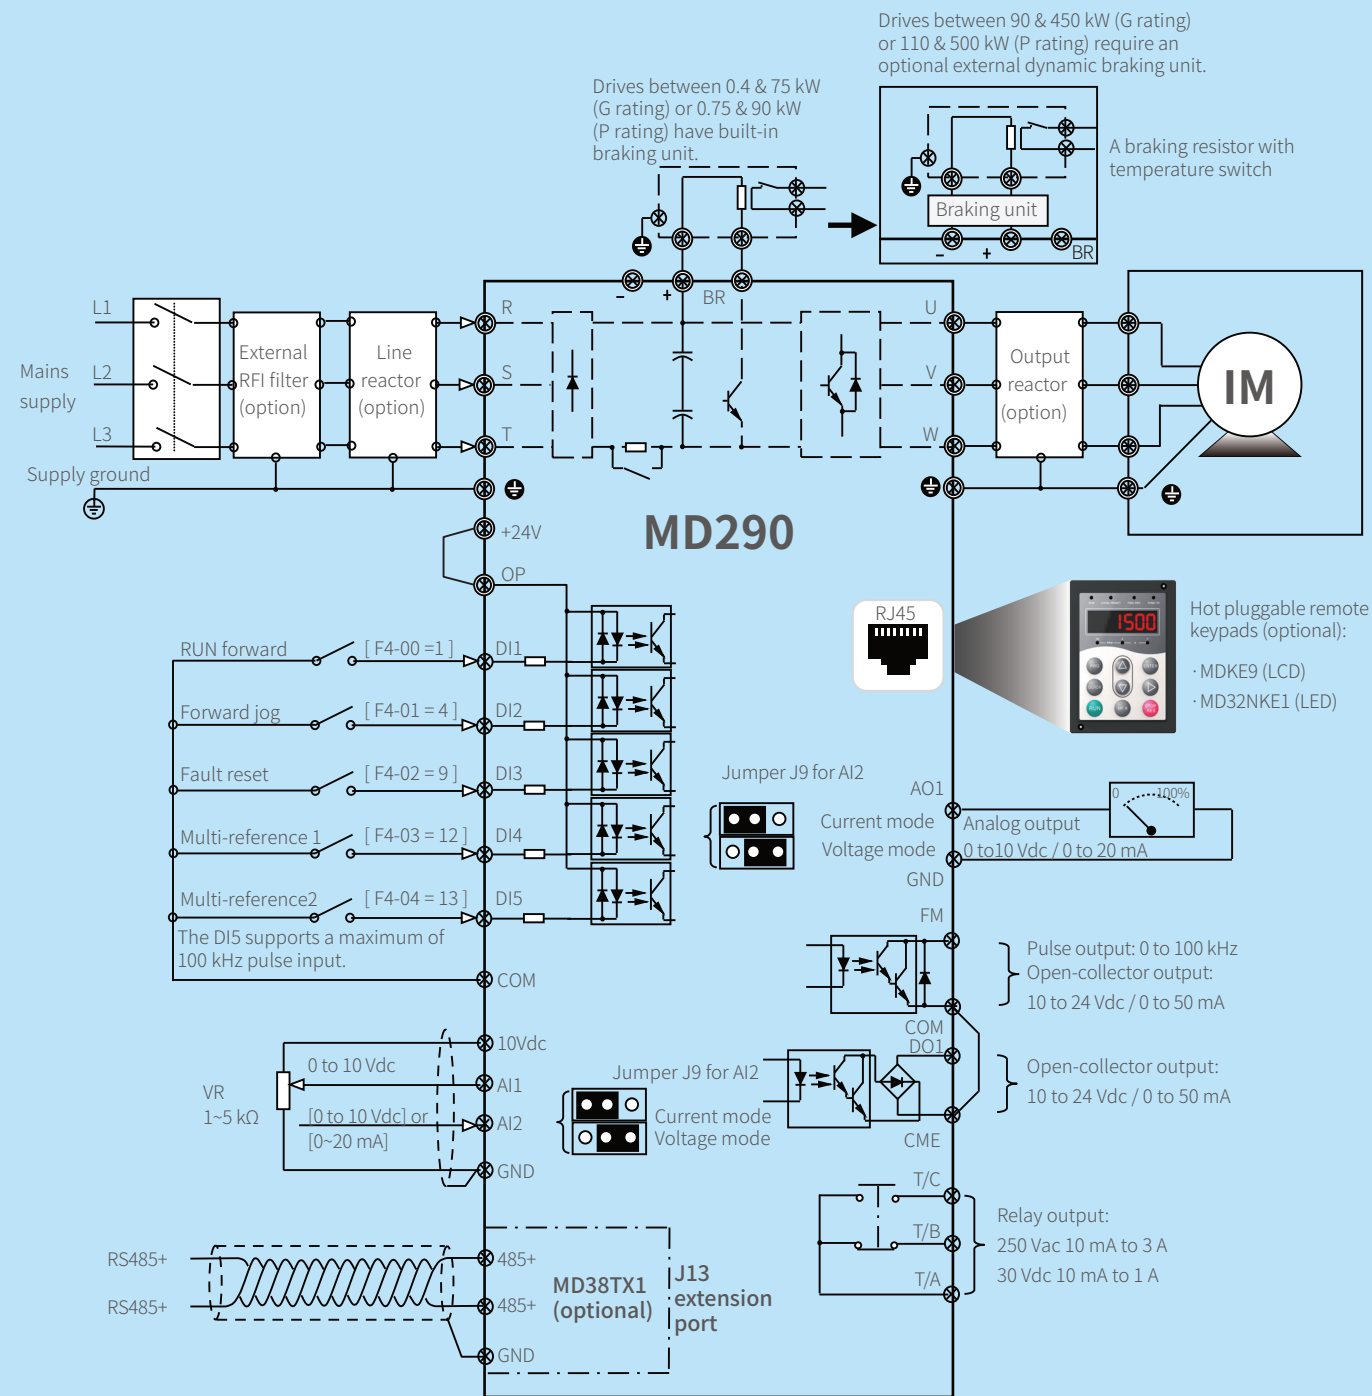 Drives between 90 & 450 kW (G rating)
or 110 & 500 kW (P rating) require an
optional external dynamic braking unit.
Drives between 0.4 & 75 kW
(G rating) or 0.75 & 90 kW
(P rating) have built-in
braking unit.
A braking resistor with
temperature switch
Braking unit
-
+
BR
-
+
BR
L1
L2
L3
Mains
supply
Supply ground
External
RFI filter
(option)
Line
reactor
(option)
R
S
T
U
V
W
Output
reactor
(option)
IM
MD290
+24V
OP
RUN forward
[ F4-00 =1 ]
DI1
Forward jog
[ F4-01 = 4 ]
DI2
Fault reset
[ F4-02 = 9 ]
DI3
Multi-reference 1
[ F4-03 = 12 ]
DI4
Multi-reference2
[ F4-04 = 13 ]
DI5
The DI5 supports a maximum of
100 kHz pulse input.
COM
RJ45
1500
RUN
Hot pluggable remote
keypads (optional):
· MDKE9 (LCD)
· MD32NKE1 (LED)
Jumper J9 for AI2
Current mode
Voltage mode
AO1
0 100%
Analog output
0 to10 Vdc / 0 to 20 mA
GND
FM
Pulse output: 0 to 100 kHz
Open-collector output:
10 to 24 Vdc / 0 to 50 mA
COM
DO1
Open-collector output:
10 to 24 Vdc / 0 to 50 mA
CME
10Vdc
0 to 10 Vdc
AI1
VR
1~5 kΩ
[0 to 10 Vdc] or
[0~20 mA]
AI2
GND
Jumper J9 for AI2
Current mode
Voltage mode
T/C
T/B
T/A
Relay output:
250 Vac 10 mA to 3 A
30 Vdc 10 mA to 1 A
RS485+
485+
RS485+
485+
GND
MD38TX1
(optional)
J13
extension
port